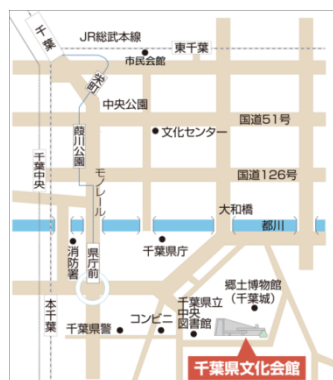 千葉
JR総武本線
東千葉
市民会館
栄町
中央公園
国道51号
文化センター
葭川公園
千葉中央
モノレール
国道126号
大和橋
都川
消防署
県庁前
千葉県庁
本千葉
郷土博物館
（千葉城）
千葉県立
中央
図書館
千葉県警
コンビニ
千葉県文化会館